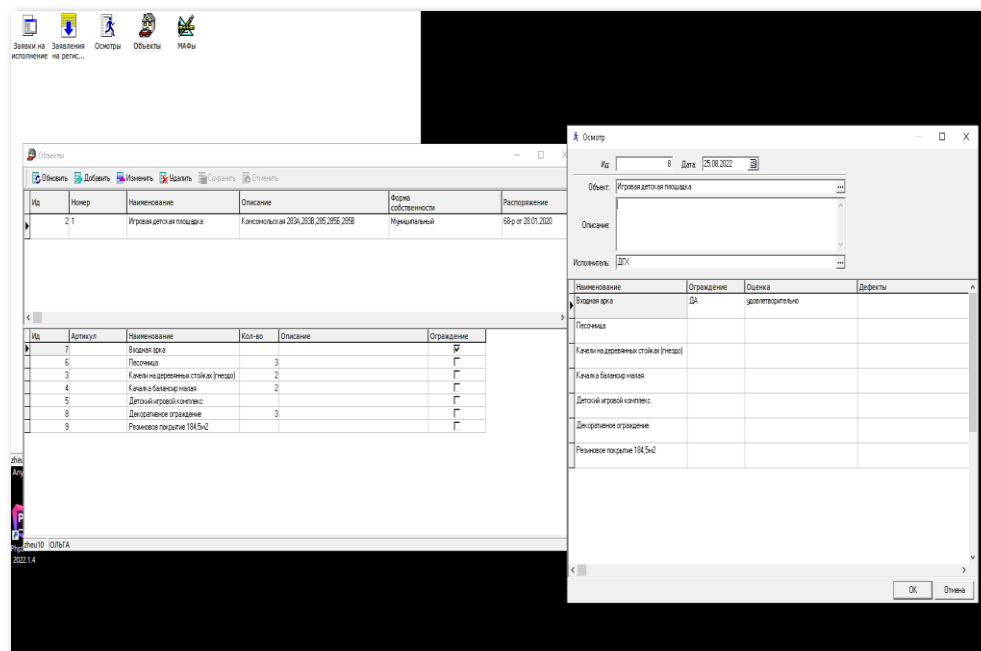 Заявки на исполнение
Заявления на регис...
Осмотры
Объекты
МАФы
Объекты
Обновить Добавить Изменить Удалить Сохранить Отменить
Ид Номер Наименование Описание Форма собственности Распоряжение
2 1 Игровая детская площадка Комсомольская 283А,283В,285,285Б,285В Муниципальный 68-р от 28.01.2020
Ид Артикул Наименование Кол-во Описание Ограждение
7 Входная арка
6 Песочница 3
3 Качели на деревянных стойках (гнездо) 2
4 Качалка балансир малая 2
5 Детский игровой комплекс
8 Декоративное ограждение 3
9 Резиновое покрытие 184,5м2
zheu10 ОЛЬГА
2022.1.4
Осмотр
Ид: 8 Дата: 25.08.2022
Объект: Игровая детская площадка
Описание:
Исполнитель: ДГХ
Наименование Ограждение Оценка Дефекты
Входная арка ДА удовлетворительно
Песочница
Качели на деревянных стойках (гнездо)
Качалка балансир малая
Детский игровой комплекс
Декоративное ограждение
Резиновое покрытие 184,5м2
OK Отмена